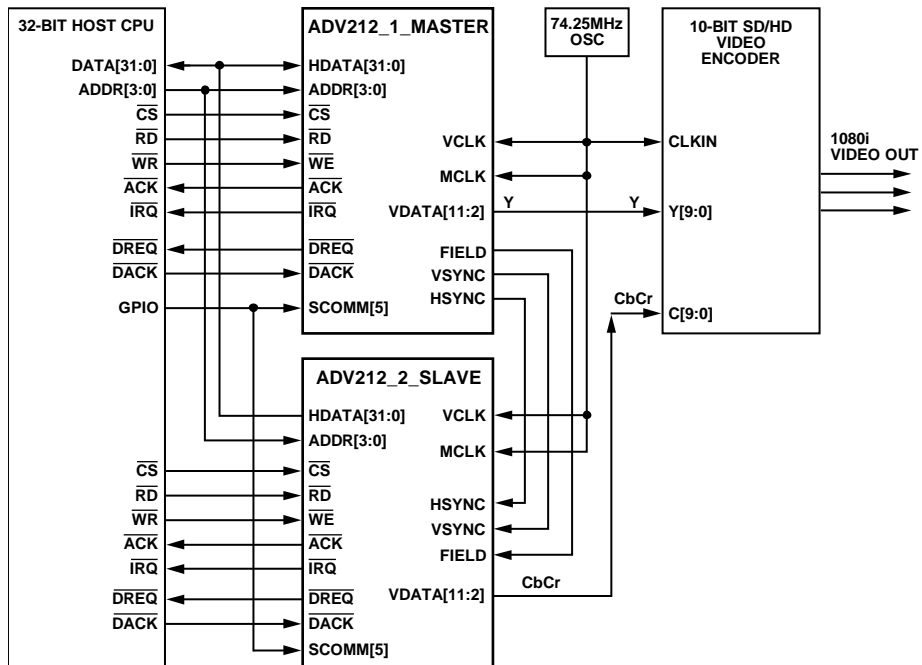 32-BIT HOST CPU
DATA[31:0]
ADDR[3:0]
CS
RD
WR
ACK
IRQ
DREQ
DACK
GPIO
CS
RD
WR
ACK
IRQ
DREQ
DACK
ADV212_1_MASTER
HDATA[31:0]
ADDR[3:0]
CS
RD
WE
ACK
IRQ
DREQ
DACK
SCOMM[5]
VCLK
MCLK
VDATA[11:2]
FIELD
VSYNC
HSYNC
ADV212_2_SLAVE
HDATA[31:0]
ADDR[3:0]
CS
RD
WE
ACK
IRQ
DREQ
DACK
SCOMM[5]
VCLK
MCLK
HSYNC
VSYNC
FIELD
VDATA[11:2]
74.25MHz
OSC
Y
Y
CbCr
CbCr
10-BIT SD/HD
VIDEO
ENCODER
CLKIN
Y[9:0]
C[9:0]
1080i
VIDEO OUT